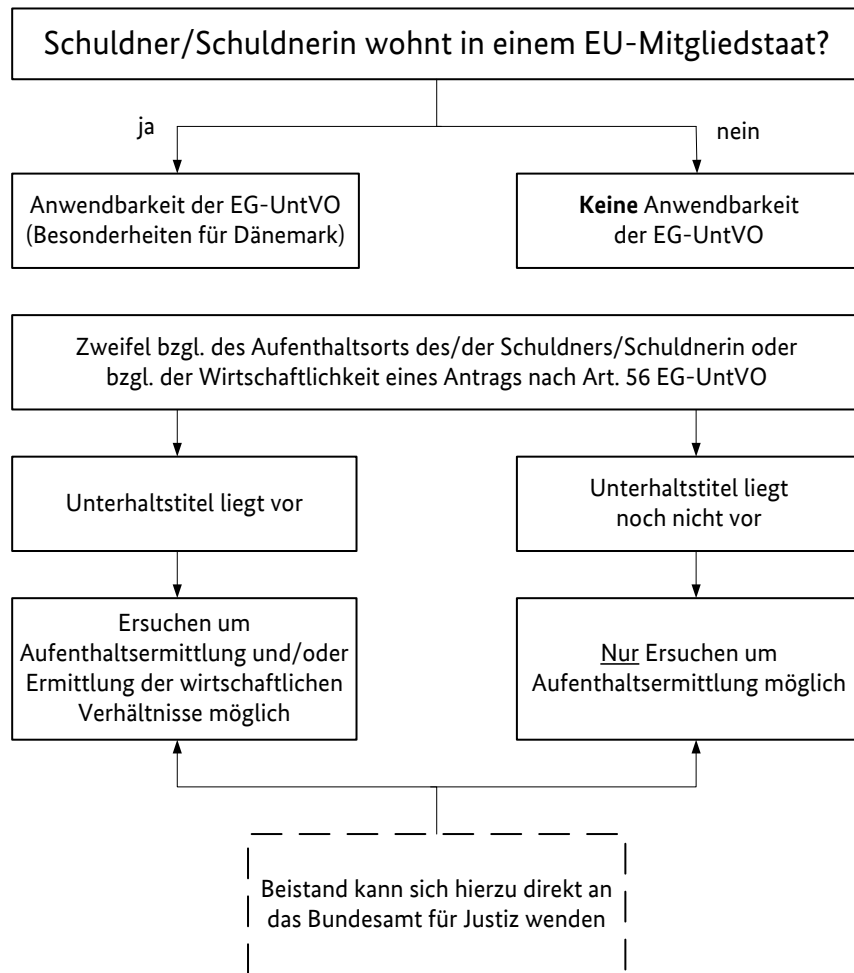 Schuldner/Schuldnerin wohnt in einem EU-Mitgliedstaat?
ja
nein
Anwendbarkeit der EG-UntVO
(Besonderheiten für Dänemark)
Keine Anwendbarkeit
der EG-UntVO
Zweifel bzgl. des Aufenthaltsorts des/der Schuldners/Schuldnerin oder
bzgl. der Wirtschaftlichkeit eines Antrags nach Art. 56 EG-UntVO
Unterhaltstitel liegt vor
Unterhaltstitel liegt
noch nicht vor
Ersuchen um
Aufenthaltsermittlung und/oder
Ermittlung der wirtschaftlichen
Verhältnisse möglich
Nur Ersuchen um
Aufenthaltsermittlung möglich
Beistand kann sich hierzu direkt an
das Bundesamt für Justiz wenden